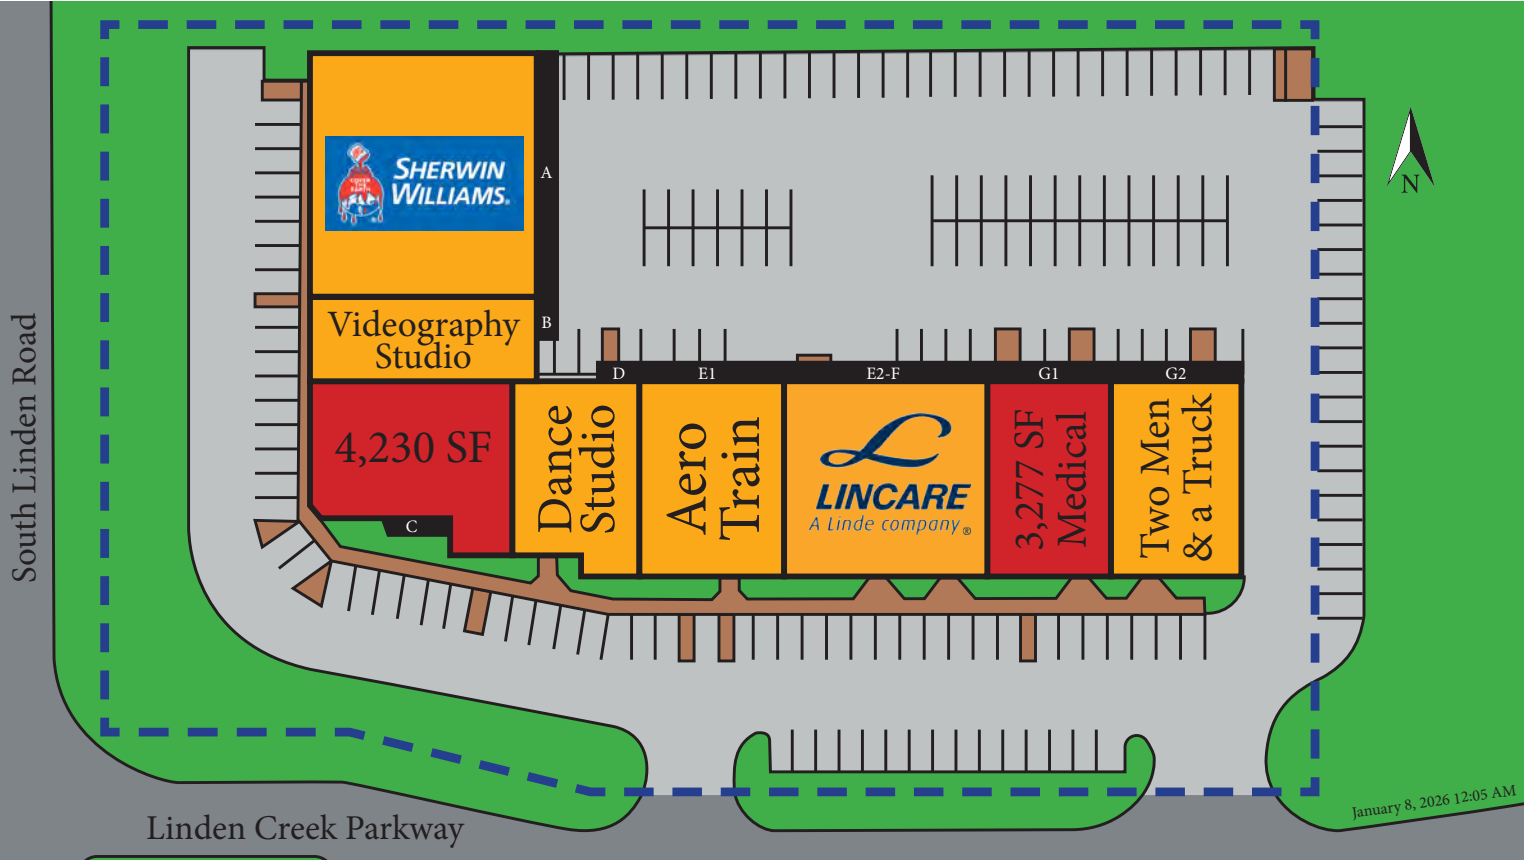 SHERWIN
WILLIAMS.
A
N
Videography
Studio
B
South Linden Road
D
E1
E2-F
G1
G2
4,230 SF
C
Dance
Studio
Aero
Train
LINCARE
A Linde company®
3,277 SF
Medical
Two Men
& a Truck
Linden Creek Parkway
January 8, 2026 12:05 AM